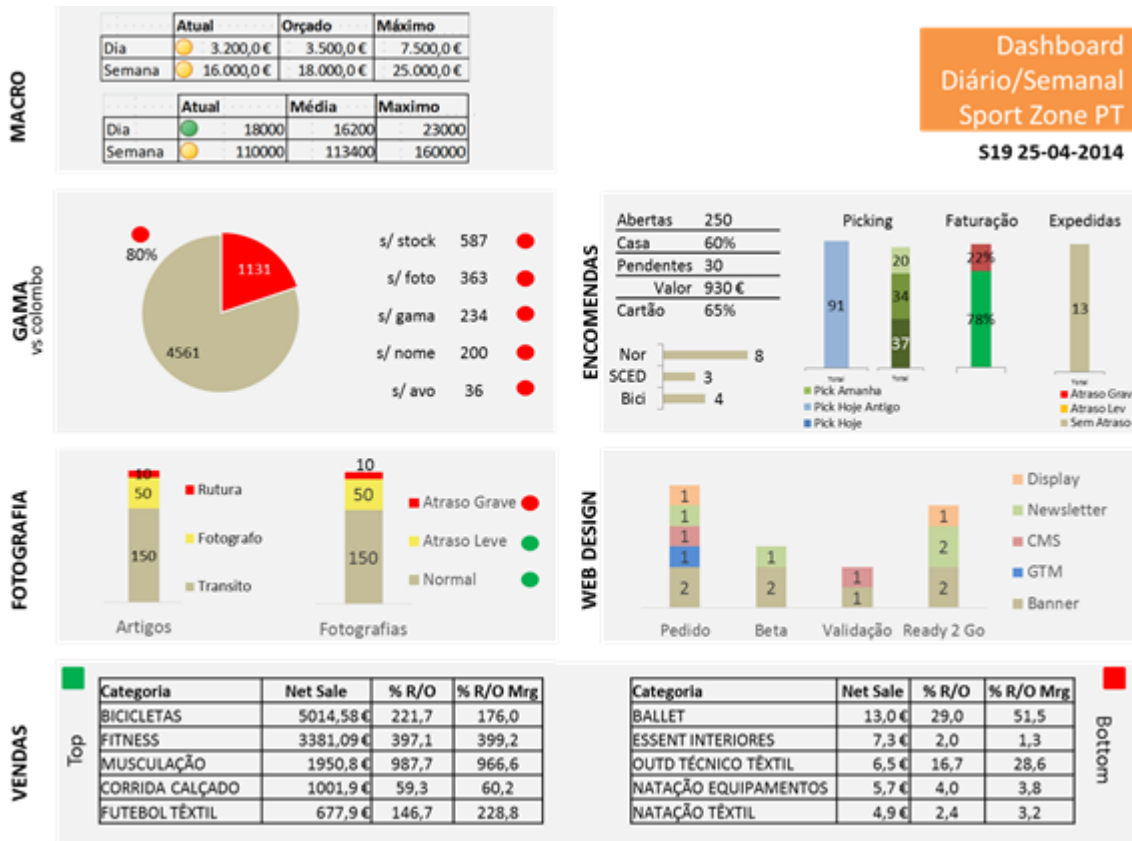 Dashboard
Diário/Semanal
Sport Zone PT
S19 25-04-2014
MACRO
Atual Orçado Máximo
Dia 3.200,0 € 3.500,0 € 7.500,0 €
Semana 16.000,0 € 18.000,0 € 25.000,0 €
Atual Média Maximo
Dia 18000 16200 23000
Semana 110000 113400 160000
GAMA
vs colombo
80%
1131
4561
s/ stock 587
s/ foto 363
s/ gama 234
s/ nome 200
s/ avo 36
ENCOMENDAS
Abertas 250
Casa 60%
Pendentes 30
Valor 930 €
Cartão 65%
Nor 8
SCED 3
Bici 4
Picking
91
20
34
37
Total Total
Pick Amanha
Pick Hoje Antigo
Pick Hoje
Faturação
22%
78%
Total
Expedidas
13
Total
Atraso Grav
Atraso Lev
Sem Atraso
FOTOGRAFIA
10
50
150
Artigos
Rutura
Fotografo
Transito
10
50
150
Fotografias
Atraso Grave
Atraso Leve
Normal
WEB DESIGN
1
1
1
1
2
Pedido
1
2
Beta
1
1
Validação
1
2
2
Ready 2 Go
Display
Newsletter
CMS
GTM
Banner
VENDAS
Top
Categoria Net Sale % R/O % R/O Mrg
BICICLETAS 5014,58 € 221,7 176,0
FITNESS 3381,09 € 397,1 399,2
MUSCULAÇÃO 1950,8 € 987,7 966,6
CORRIDA CALÇADO 1001,9 € 59,3 60,2
FUTEBOL TÊXTIL 677,9 € 146,7 228,8
Bottom
Categoria Net Sale % R/O % R/O Mrg
BALLET 13,0 € 29,0 51,5
ESSENT INTERIORES 7,3 € 2,0 1,3
OUTD TÉCNICO TÊXTIL 6,5 € 16,7 28,6
NATAÇÃO EQUIPAMENTOS 5,7 € 4,0 3,8
NATAÇÃO TÊXTIL 4,9 € 2,4 3,2